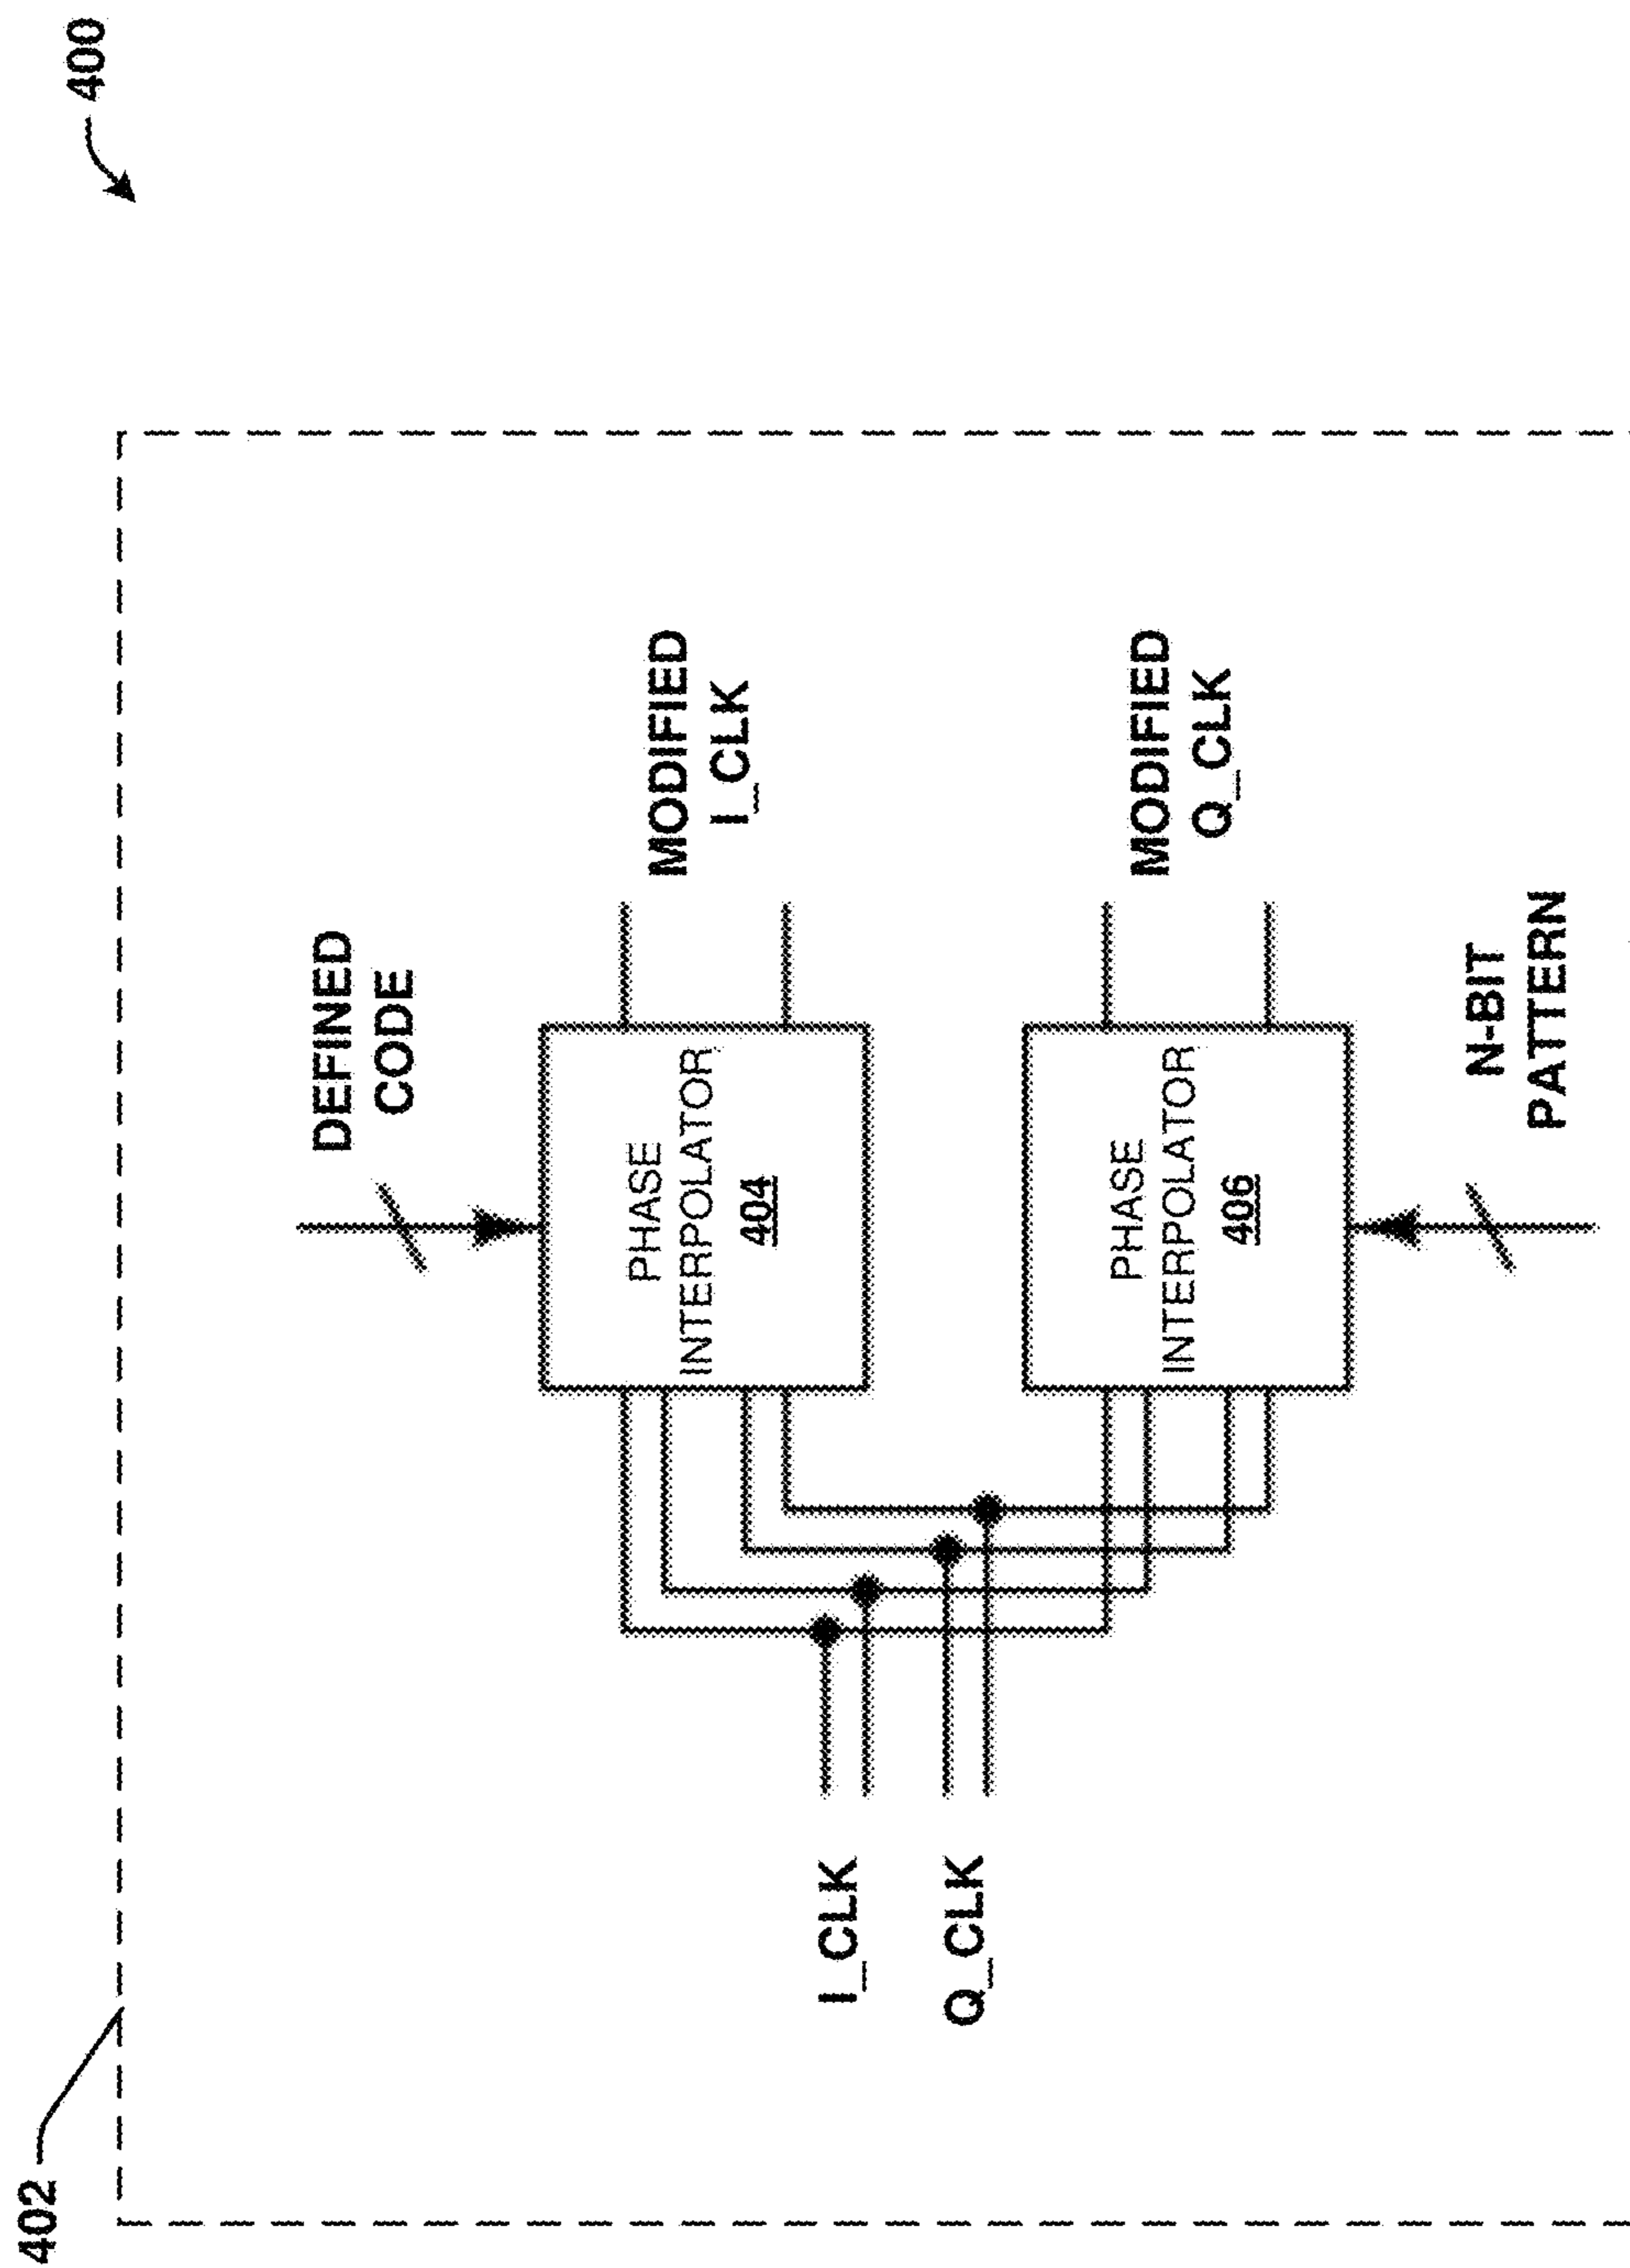 400
402
DEFINED
CODE
PHASE
INTERPOLATOR
404
MODIFIED
I_CLK
I_CLK
Q_CLK
PHASE
INTERPOLATOR
406
MODIFIED
Q_CLK
N-BIT
PATTERN